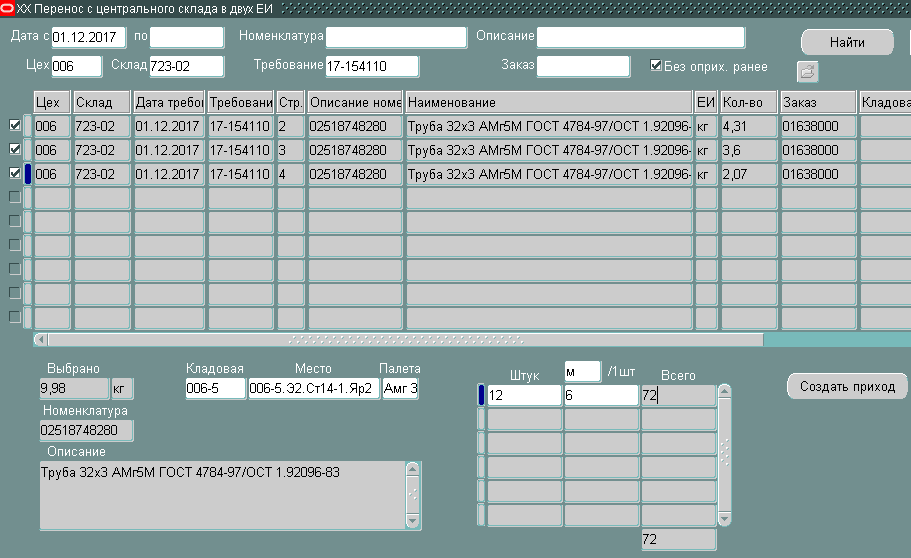 ХХ Перенос с центрального склада в двух ЕИ
Дата с 01.12.2017 по Номенклатура Описание Найти
Цех 006 Склад 723-02 Требование 17-154110 Заказ Без оприх. ранее
Цех Склад Дата требо Требовани Стр. Описание номе Наименование ЕИ Кол-во Заказ Кладова
006 723-02 01.12.2017 17-154110 2 02518748280 Труба 32х3 АМг5М ГОСТ 4784-97/ОСТ 1.92096- кг 4,31 01638000
006 723-02 01.12.2017 17-154110 3 02518748280 Труба 32х3 АМг5М ГОСТ 4784-97/ОСТ 1.92096- кг 3,6 01638000
006 723-02 01.12.2017 17-154110 4 02518748280 Труба 32х3 АМг5М ГОСТ 4784-97/ОСТ 1.92096- кг 2,07 01638000
Выбрано Кладовая Место Палета
9,98 кг 006-5 006-5.Э2.Ст14-1.Яр2 Амг 3
Номенклатура
02518748280
Описание
Труба 32х3 АМг5М ГОСТ 4784-97/ОСТ 1.92096-83
Штук м /1шт Всего
12 6 72
72
Создать приход